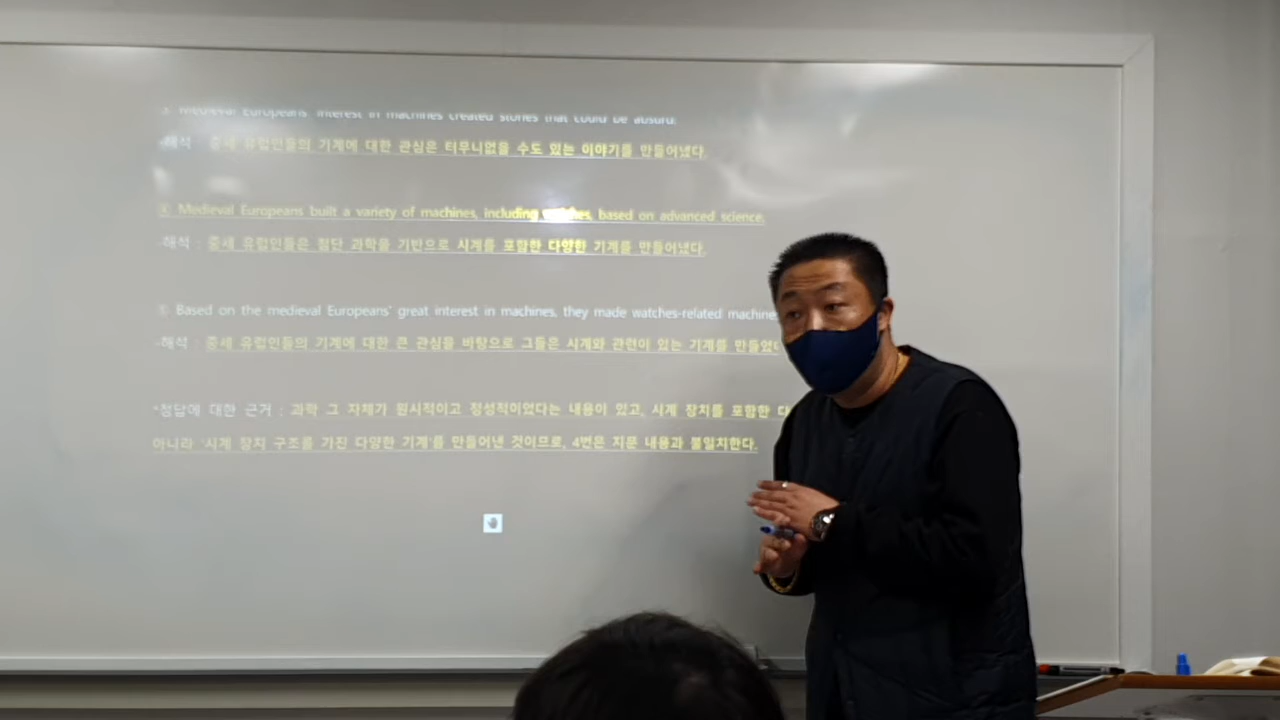 3. Medieval Europeans' interest in machines created stories that could be absurd.
-해석 : 중세 유럽인들의 기계에 대한 관심은 터무니없을 수도 있는 이야기를 만들어냈다.
④ Medieval Europeans built a variety of machines, including watches, based on advanced science.
-해석 : 중세 유럽인들은 첨단 과학을 기반으로 시계를 포함한 다양한 기계를 만들어냈다.
Based on the medieval Europeans' great interest in machines, they made watches-related machine
-해석 : 중세 유럽인들의 기계에 대한 큰 관심을 바탕으로 그들은 시계와 관련이 있는 기계를 만들었
*정답에 대한 근거 : 과학 그 자체가 원시적이고 정성적이었다는 내용이 있고, 시계 장치를 포함한 다
아니라 '시계 장치 구조를 가진 다양한 기계'를 만들어낸 것이므로, 4번은 지문 내용과 불일치한다.